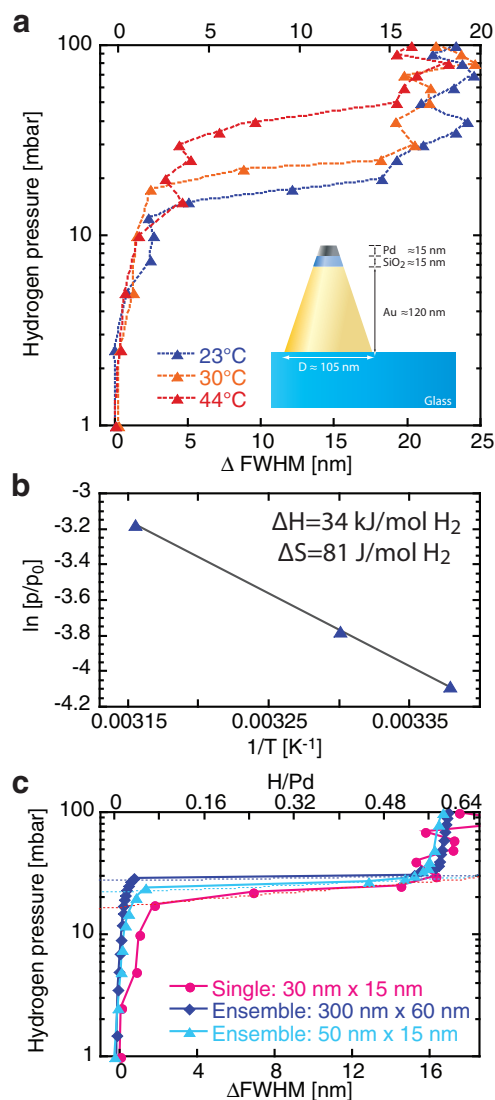 a
0 5 10 15 20
Hydrogen pressure [mbar]
100
10
1
Pd ≈15 nm
SiO2≈15 nm
Au ≈120 nm
D ≈ 105 nm
Glass
23°C
30°C
44°C
0 5 10 15 20 25
Δ FWHM [nm]
b
ln [p/p0]
-3
-3.2
-3.4
-3.6
-3.8
-4
-4.2
ΔH=34 kJ/mol H2
ΔS=81 J/mol H2
0.00315 0.00325 0.00335
1/T [K-1]
c
H/Pd
0 0.16 0.24 0.32 0.48 0.64
Hydrogen pressure [mbar]
100
10
1
Single: 30 nm x 15 nm
Ensemble: 300 nm x 60 nm
Ensemble: 50 nm x 15 nm
0 4 8 12 16
ΔFWHM [nm]